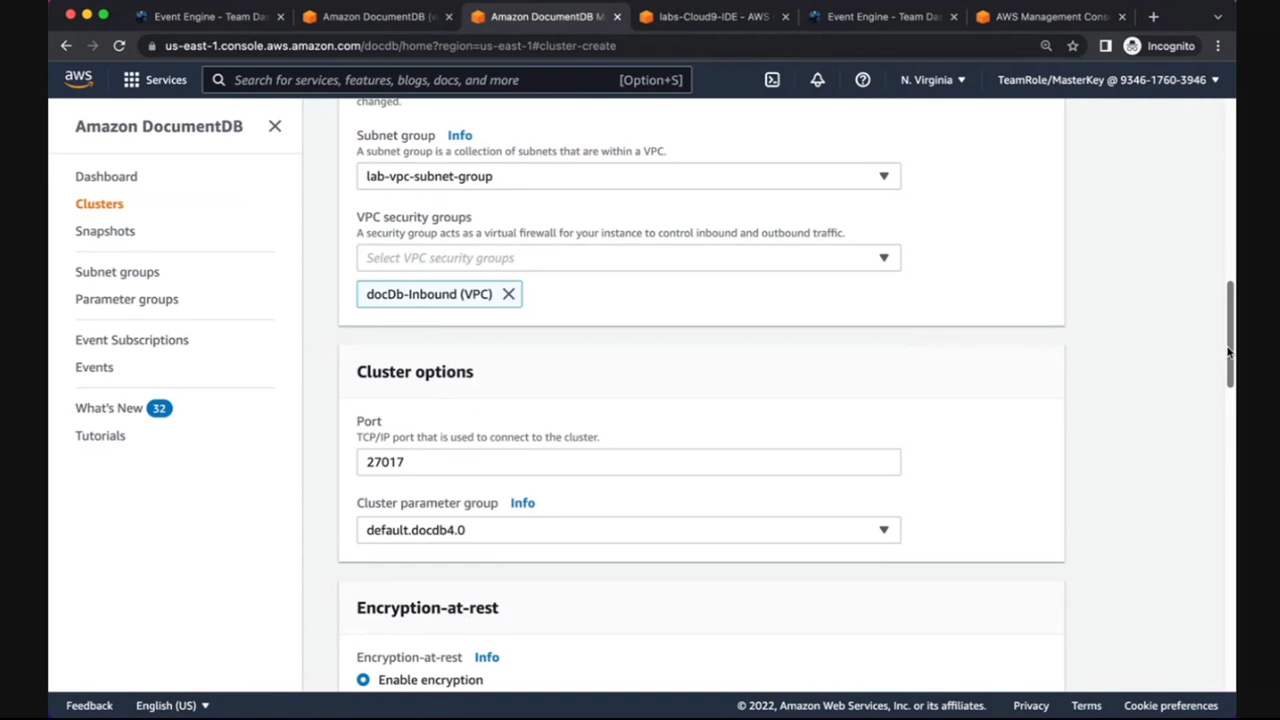 Event Engine - Team Da
Amazon DocumentDB (w
Amazon DocumentDB M
labs-Cloud9-IDE - AWS
Event Engine - Team Da
AWS Management Cons
us-east-1.console.aws.amazon.com/docdb/home?region=us-east-1#cluster-create
Incognito
aws
Services
Search for services, features, blogs, docs, and more
[Option+S]
N. Virginia
TeamRole/MasterKey @ 9346-1760-3946
Amazon DocumentDB
Dashboard
Clusters
Snapshots
Subnet groups
Parameter groups
Event Subscriptions
Events
What's New 32
Tutorials
changed.
Subnet group Info
A subnet group is a collection of subnets that are within a VPC.
lab-vpc-subnet-group
VPC security groups
A security group acts as a virtual firewall for your instance to control inbound and outbound traffic.
Select VPC security groups
docDb-Inbound (VPC)
Cluster options
Port
TCP/IP port that is used to connect to the cluster.
27017
Cluster parameter group Info
default.docdb4.0
Encryption-at-rest
Encryption-at-rest Info
Enable encryption
Feedback
English (US)
© 2022, Amazon Web Services, Inc. or its affiliates.
Privacy
Terms
Cookie preferences